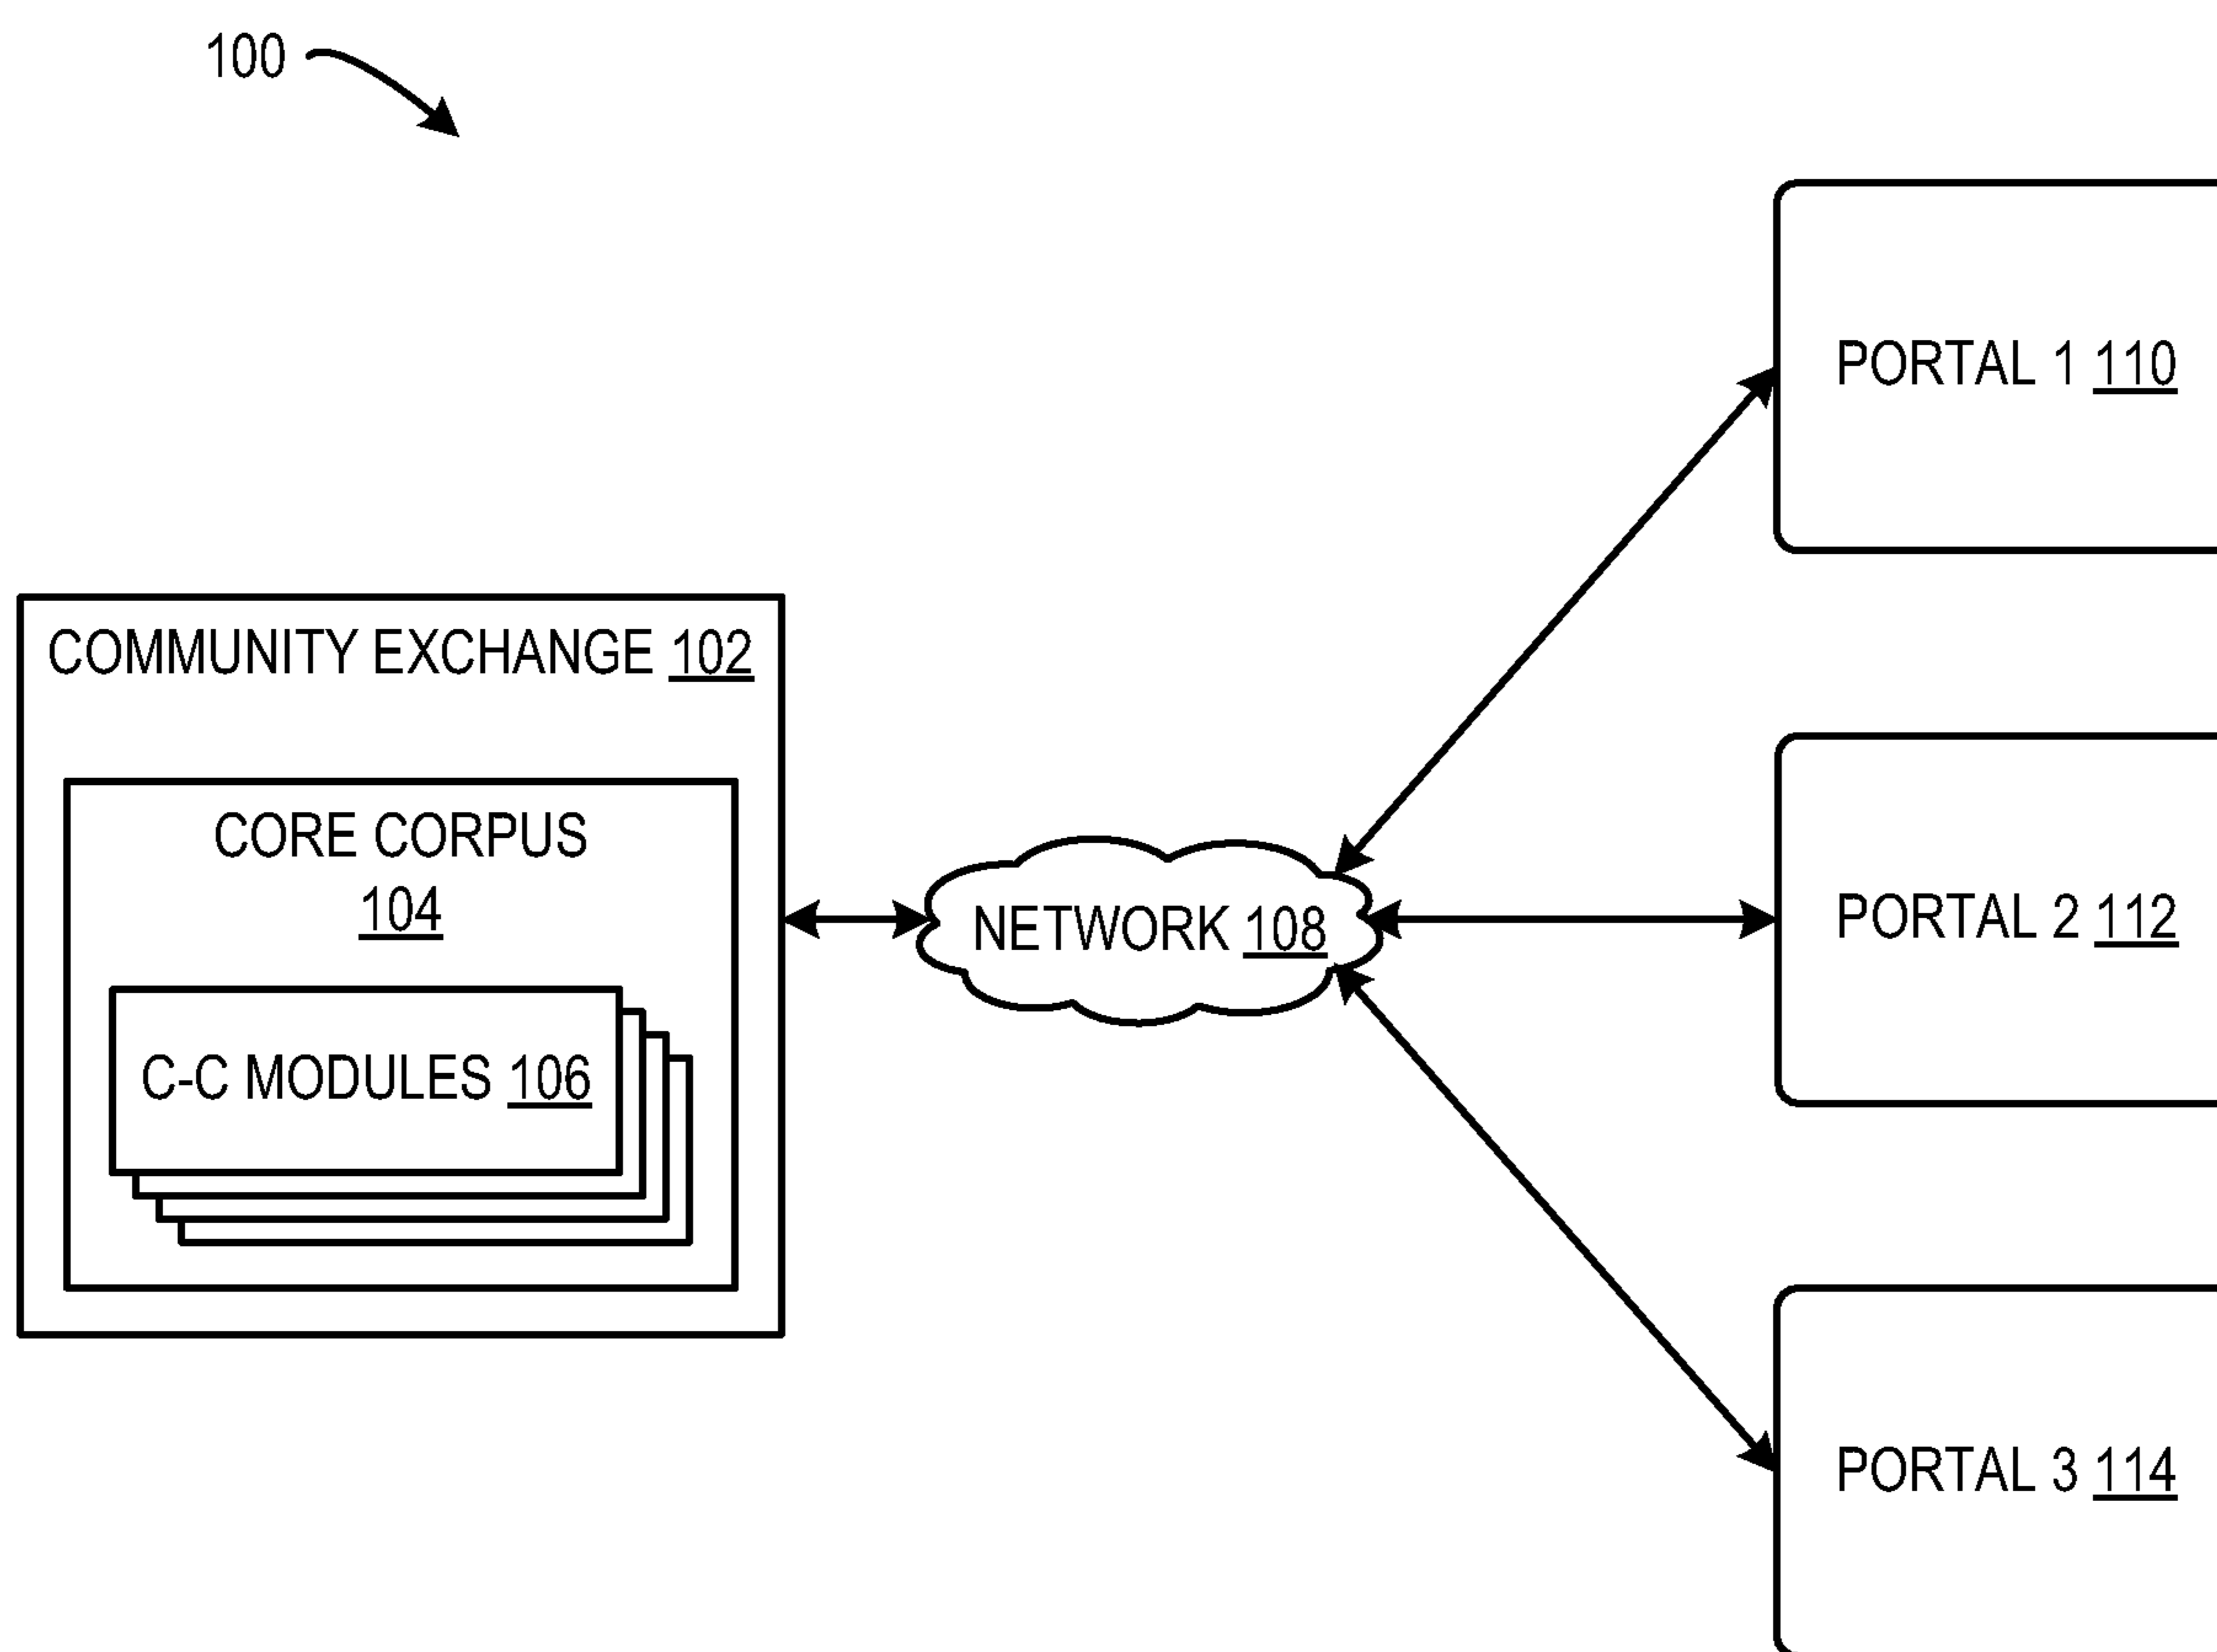 100
COMMUNITY EXCHANGE 102
CORE CORPUS
104
C-C MODULES 106
NETWORK 108
PORTAL 1 110
PORTAL 2 112
PORTAL 3 114